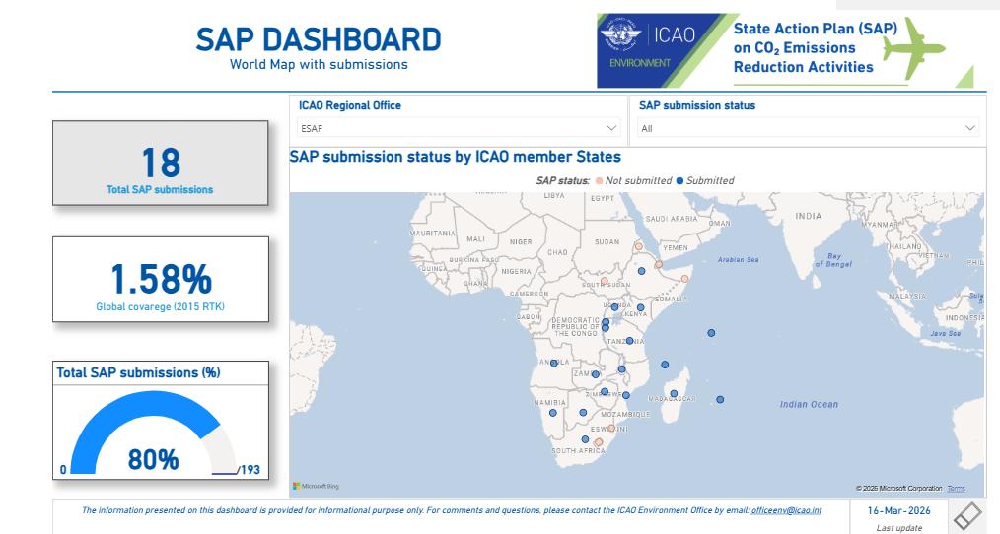 SAP DASHBOARD
World Map with submissions
ICAO
ENVIRONMENT
State Action Plan (SAP)
on CO₂ Emissions
Reduction Activities
ICAO Regional Office
ESAF
SAP submission status
All
18
Total SAP submissions
1.58%
Global covarege (2015 RTK)
Total SAP submissions (%)
0
80%
/193
SAP submission status by ICAO member States
SAP status: Not submitted Submitted
LIBYA
EGYPT
SAUDI ARABIA
OMAN
INDIA
MYANMAR
MAURITANIA
MALI
NIGER
CHAD
SUDAN
YEMEN
Arabian Sea
Bay
of Bengal
THAILAND
VIETNAM
PHIL
BURKINA FASO
GUINEA
GHANA
NIGERIA
CAMEROON
SOUTH SUDAN
SOMALIA
MALAYSIA
GABON
UGANDA
KENYA
DEMOCRATIC
REPUBLIC OF
THE CONGO
TANZANIA
INDONESIA
Java Sea
ANGOLA
ZAMBIA
ZIMBABWE
MADAGASCAR
NAMIBIA
MOZAMBIQUE
Indian Ocean
ESWATINI
SOUTH AFRICA
Microsoft Bing
© 2026 Microsoft Corporation Terms
The information presented on this dashboard is provided for informational purpose only. For comments and questions, please contact the ICAO Environment Office by email: officeenv@icao.int
16-Mar-2026
Last update